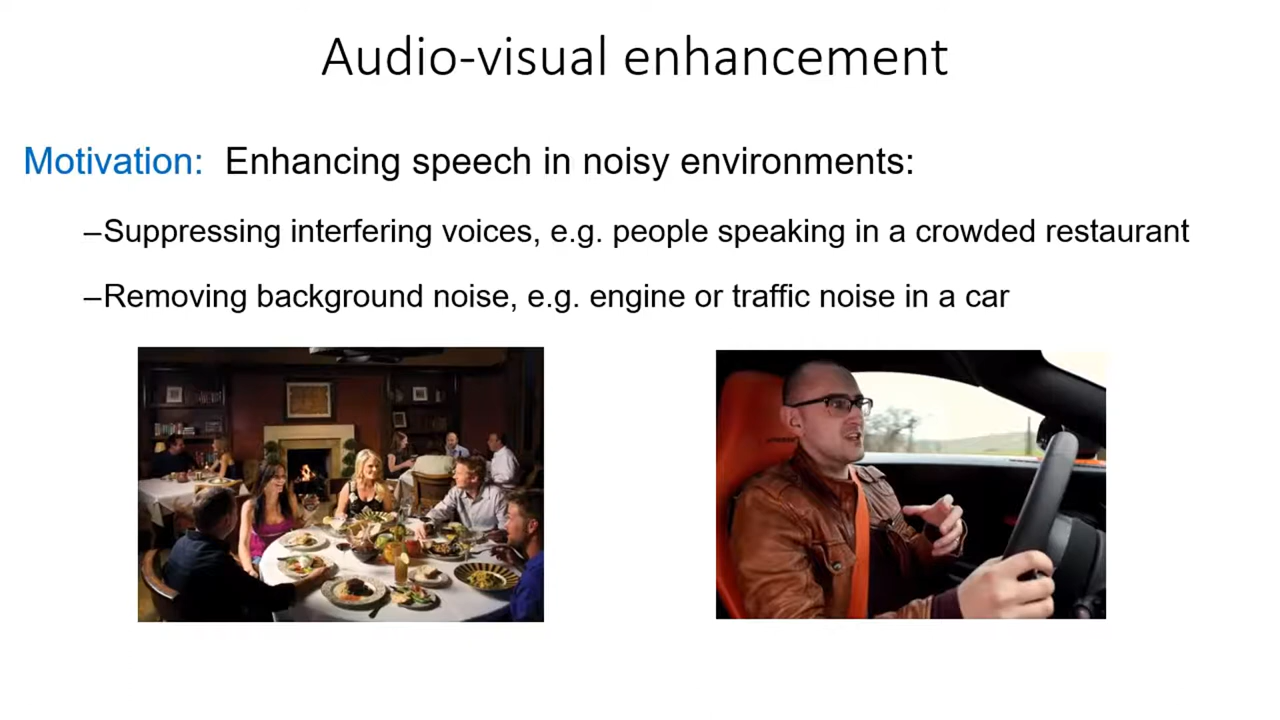 Audio-visual enhancement
Motivation: Enhancing speech in noisy environments:
–Suppressing interfering voices, e.g. people speaking in a crowded restaurant
–Removing background noise, e.g. engine or traffic noise in a car